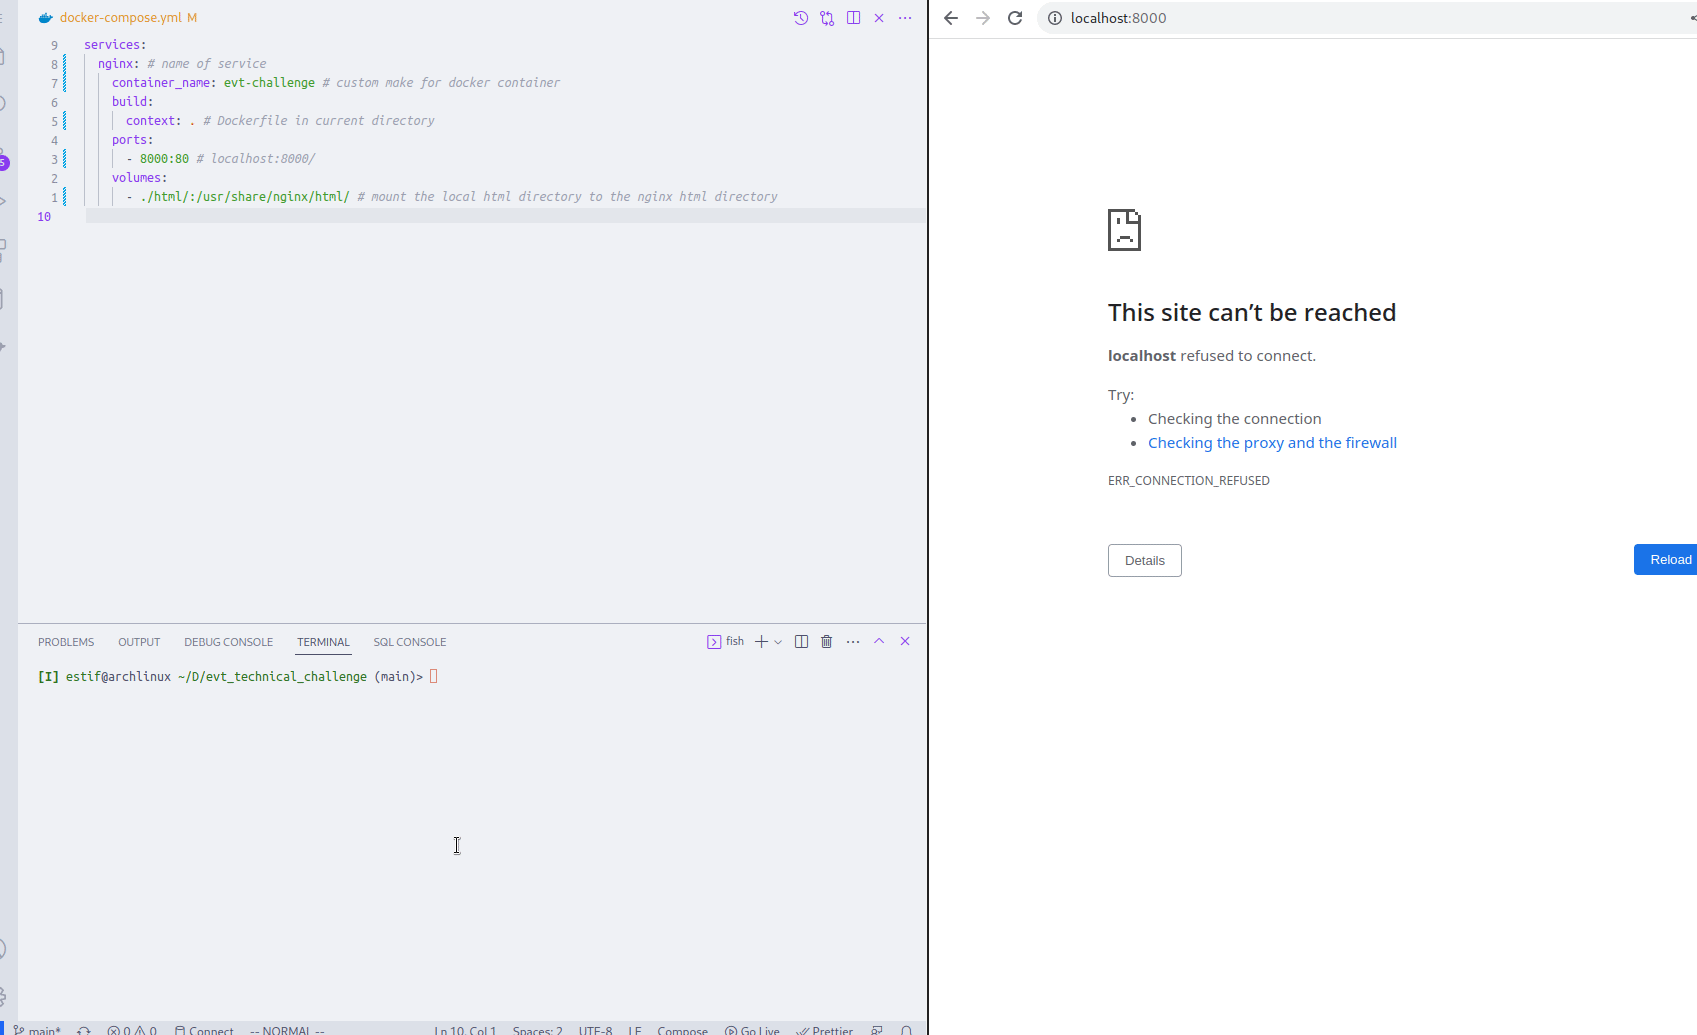 docker-compose.yml M
9 services:
8 nginx: # name of service
7 container_name: evt-challenge # custom make for docker container
6 build:
5 context: . # Dockerfile in current directory
4 ports:
3 - 8000:80 # localhost:8000/
2 volumes:
1 - ./html/:/usr/share/nginx/html/ # mount the local html directory to the nginx html directory
10
5
PROBLEMS OUTPUT DEBUG CONSOLE TERMINAL SQL CONSOLE
fish
[I] estif@archlinux ~/D/evt_technical_challenge (main)>
main* 0 0 Connect -- NORMAL -- Ln 10, Col 1 Spaces: 2 UTF-8 LF Compose Go Live Prettier
localhost:8000
This site can’t be reached
localhost refused to connect.
Try:
• Checking the connection
• Checking the proxy and the firewall
ERR_CONNECTION_REFUSED
Details
Reload